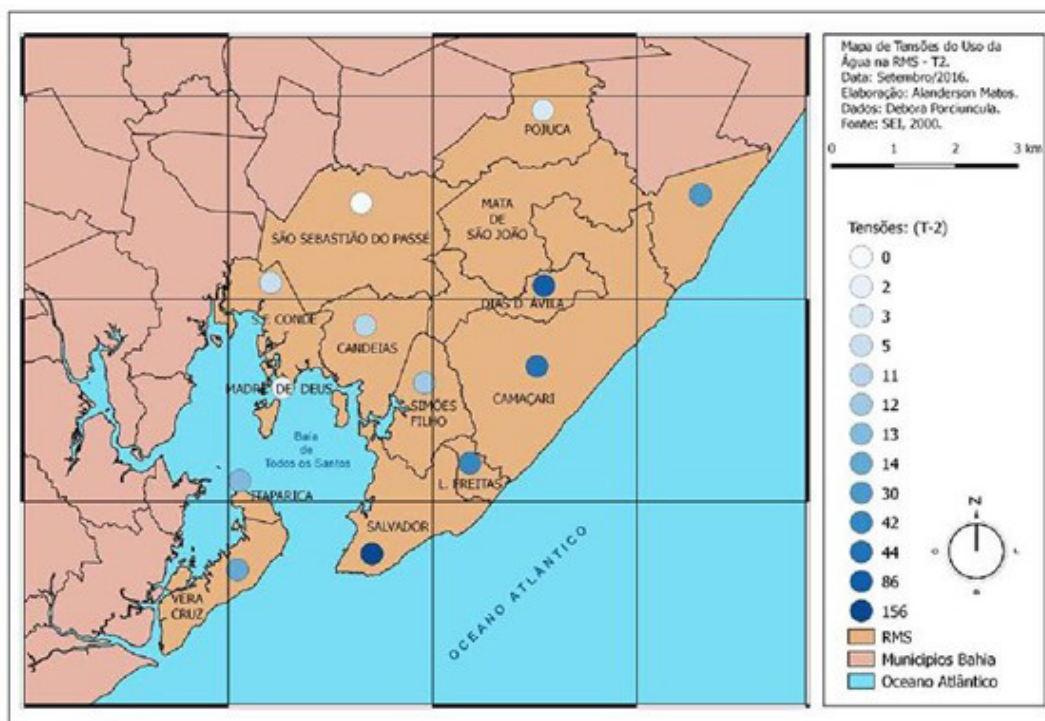 Mapa de Tensões do Uso da
Água na RMS - T2.
Data: Setembro/2016.
Elaboração: Alanderson Matos.
Dados: Debora Porciuncula.
Fonte: SEI, 2000.
0 1 2 3 km
Tensões: (T-2)
0
2
3
5
11
12
13
14
30
42
44
86
156
RMS
Municípios Bahia
Oceano Atlântico
N
O L
POJUCA
MATA
DE
SÃO JOÃO
SÃO SEBASTIÃO DO PASSÉ
DIAS D. ÁVILA
S.F. CONDE
CANDEIAS
MADRE DE DEUS
SIMÕES
FILHO
CAMAÇARI
Baía
de
Todos os Santos
L. FREITAS
ITAPARICA
SALVADOR
VERA
CRUZ
OCEANO ATLÂNTICO